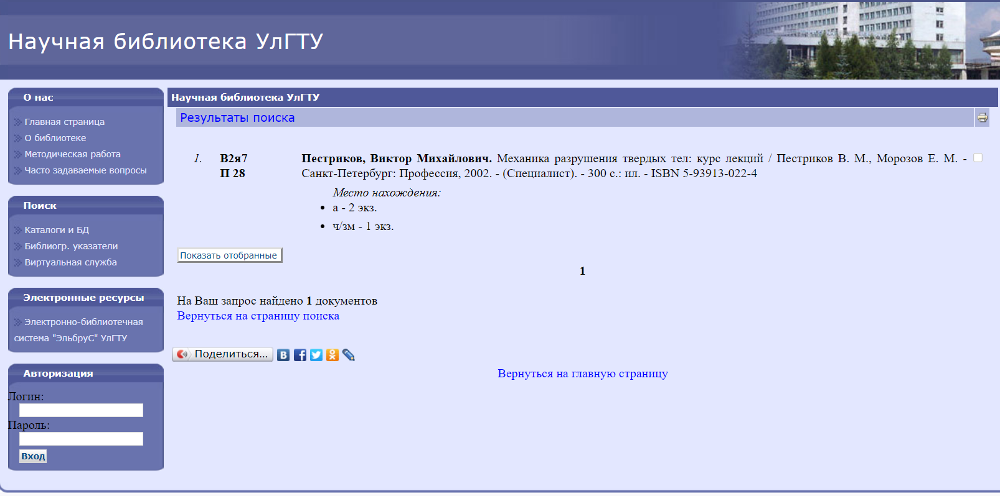 Научная библиотека УлГТУ
О нас
Главная страница
О библиотеке
Методическая работа
Часто задаваемые вопросы
Поиск
Каталоги и БД
Библиогр. указатели
Виртуальная служба
Электронные ресурсы
Электронно-библиотечная
система "ЭльбруС" УлГТУ
Авторизация
Логин:
Пароль:
Вход
Научная библиотека УлГТУ
Результаты поиска
1. В2я7 Пестриков, Виктор Михайлович. Механика разрушения твердых тел: курс лекций / Пестриков В. М., Морозов Е. М. -
П 28 Санкт-Петербург: Профессия, 2002. - (Специалист). - 300 с.: ил. - ISBN 5-93913-022-4
Место нахождения:
• а - 2 экз.
• ч/зм - 1 экз.
Показать отобранные
1
На Ваш запрос найдено 1 документов
Вернуться на страницу поиска
Поделиться…
Вернуться на главную страницу